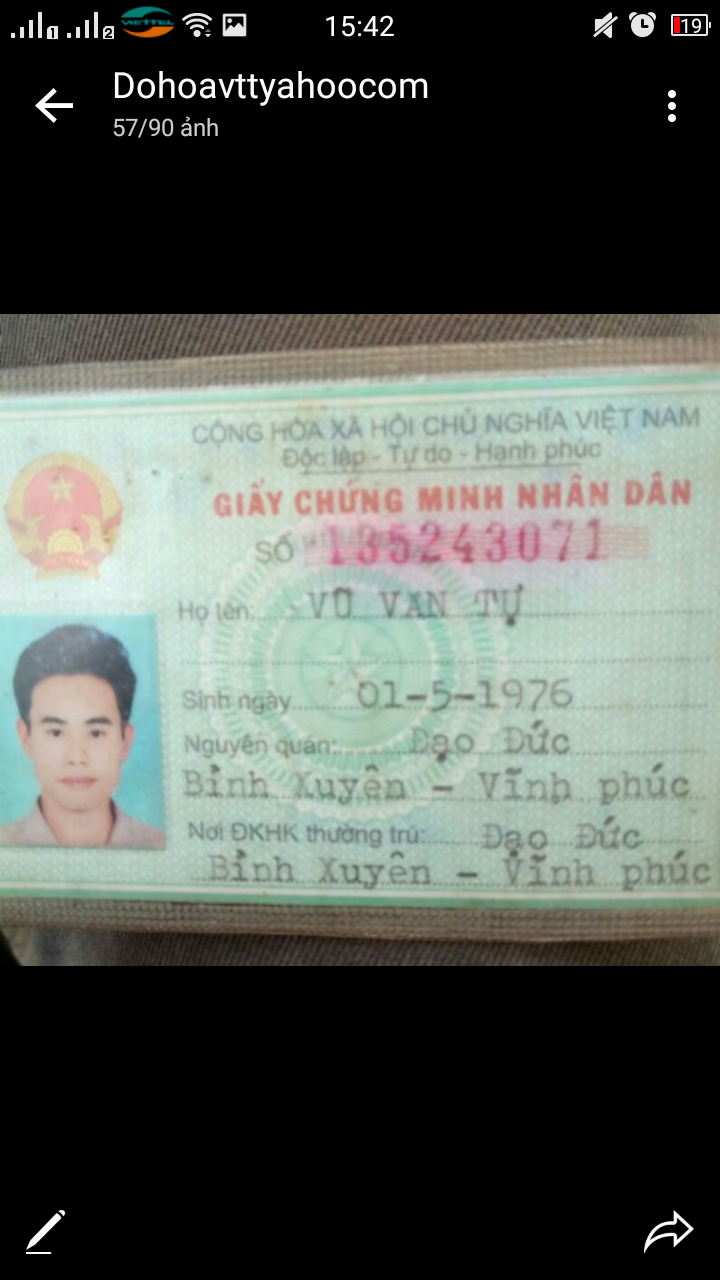 VIETTEL
15:42
19
Dohoavttyahoocom
57/90 ảnh
CỘNG HÒA XÃ HỘI CHỦ NGHĨA VIỆT NAM
Độc lập - Tự do - Hạnh phúc
GIẤY CHỨNG MINH NHÂN DÂN
SỐ 135243071
Họ tên: VŨ VAN TỰ
Sinh ngày 01-5-1976
Nguyên quán: Đạo Đức
Bình Xuyên - Vĩnh phúc
Nơi ĐKHK thường trú: Đạo Đức
Bình Xuyên - Vĩnh phúc